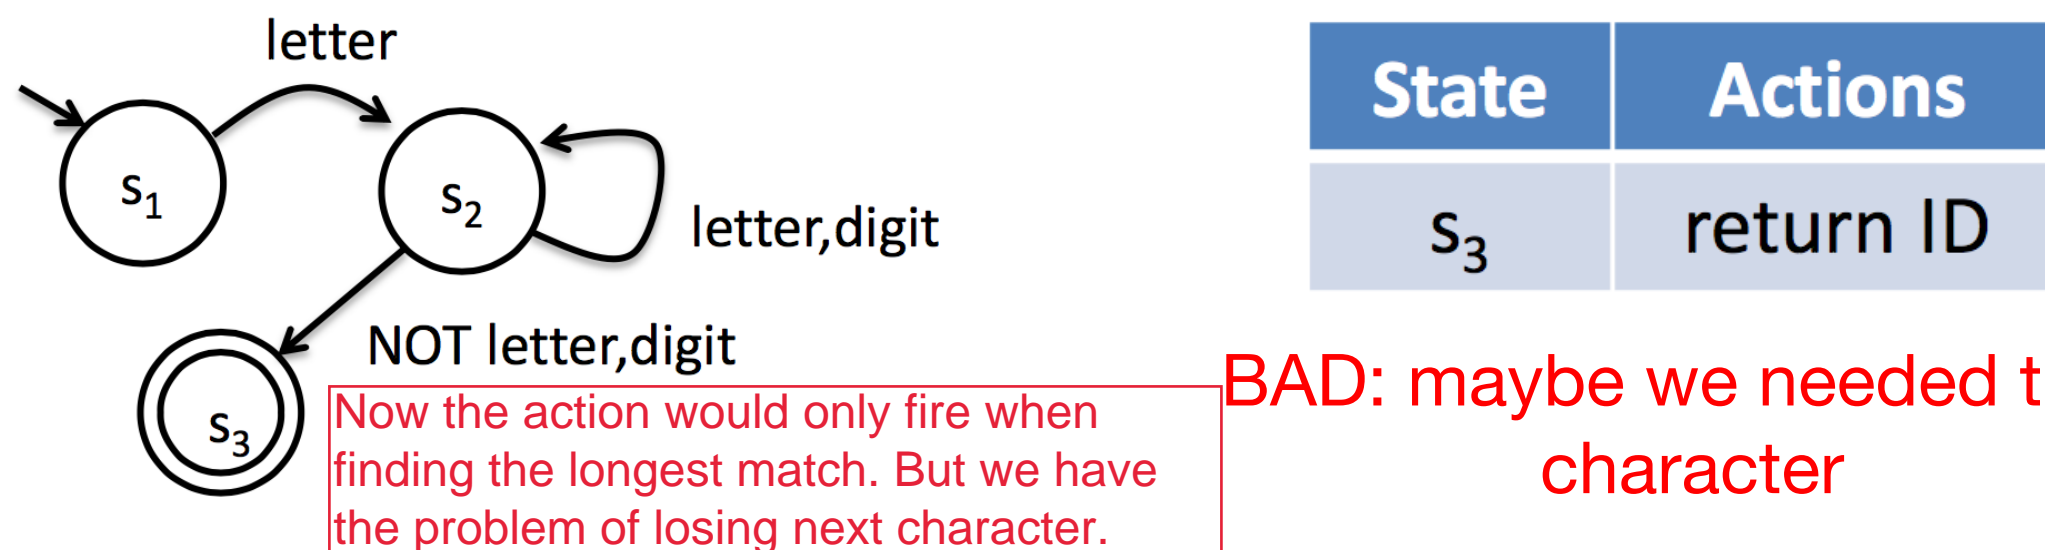 letter
s1
s2
letter,digit
NOT letter,digit
s3
Now the action would only fire when
finding the longest match. But we have
the problem of losing next character.
State Actions
s3 return ID
BAD: maybe we needed
character